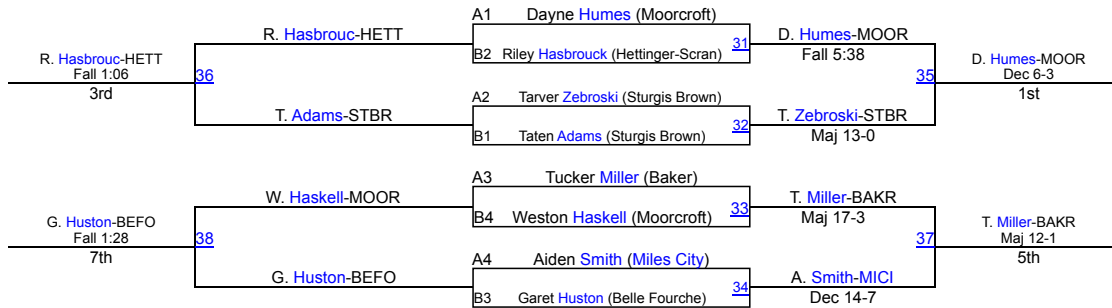 A1 Dayne Humes (Moorcroft)
R. Hasbrouc-HETT 31 D. Humes-MOOR
B2 Riley Hasbrouck (Hettinger-Scran) Fall 5:38
R. Hasbrouc-HETT D. Humes-MOOR
Fall 1:06 36 35 Dec 6-3
3rd 1st
A2 Tarver Zebroski (Sturgis Brown)
T. Adams-STBR 32 T. Zebroski-STBR
B1 Taten Adams (Sturgis Brown) Maj 13-0
A3 Tucker Miller (Baker)
W. Haskell-MOOR 33 T. Miller-BAKR
B4 Weston Haskell (Moorcroft) Maj 17-3
G. Huston-BEFO T. Miller-BAKR
Fall 1:28 38 37 Maj 12-1
7th 5th
A4 Aiden Smith (Miles City)
G. Huston-BEFO 34 A. Smith-MICI
B3 Garet Huston (Belle Fourche) Dec 14-7